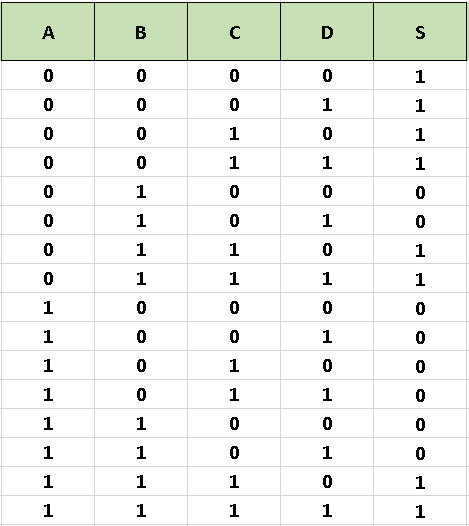 A B C D S
0 0 0 0 1
0 0 0 1 1
0 0 1 0 1
0 0 1 1 1
0 1 0 0 0
0 1 0 1 0
0 1 1 0 1
0 1 1 1 1
1 0 0 0 0
1 0 0 1 0
1 0 1 0 0
1 0 1 1 0
1 1 0 0 0
1 1 0 1 0
1 1 1 0 1
1 1 1 1 1